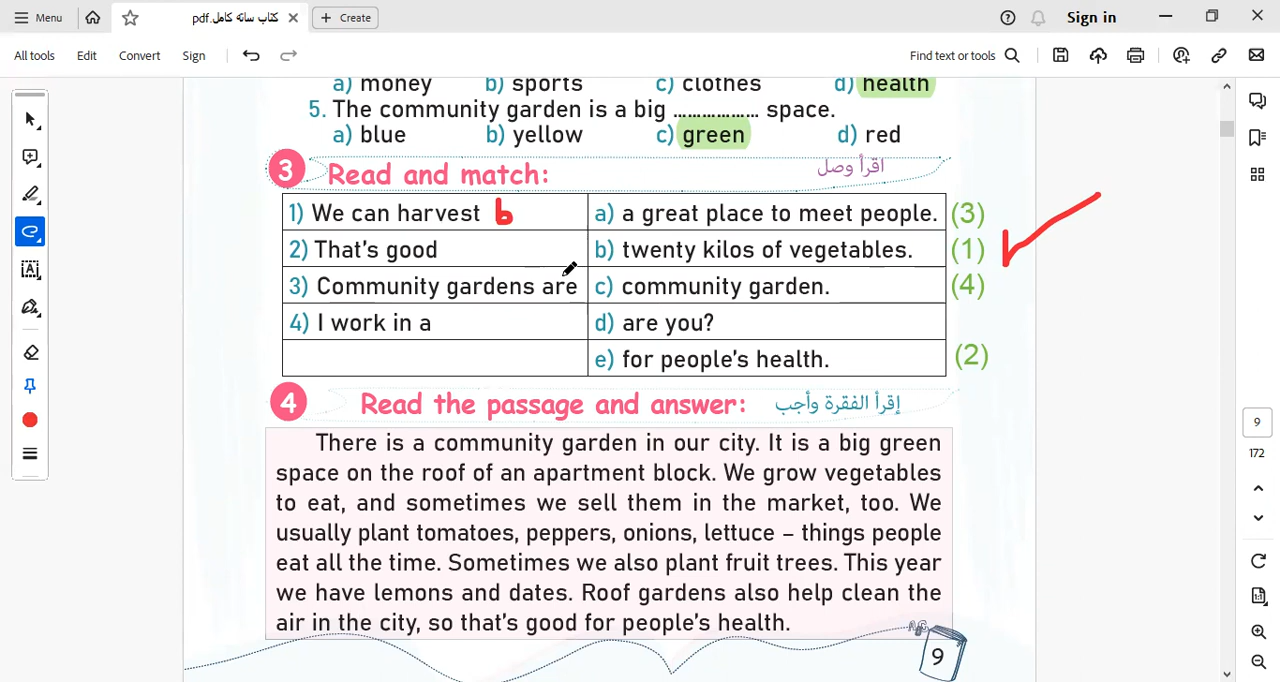 Menu
كتاب ساته كامل.pdf
Create
Sign in
All tools Edit Convert Sign
Find text or tools
a) money b) sports c) clothes d) health
5. The community garden is a big ................. space.
a) blue b) yellow c) green d) red
3 Read and match: اقرأ وصل
1) We can harvest b a) a great place to meet people. (3)
2) That's good b) twenty kilos of vegetables. (1)
3) Community gardens are c) community garden. (4)
4) I work in a d) are you?
e) for people's health. (2)
4 Read the passage and answer: إقرأ الفقرة وأجب
There is a community garden in our city. It is a big green
space on the roof of an apartment block. We grow vegetables
to eat, and sometimes we sell them in the market, too. We
usually plant tomatoes, peppers, onions, lettuce – things people
eat all the time. Sometimes we also plant fruit trees. This year
we have lemons and dates. Roof gardens also help clean the
air in the city, so that's good for people's health.
9
9
172